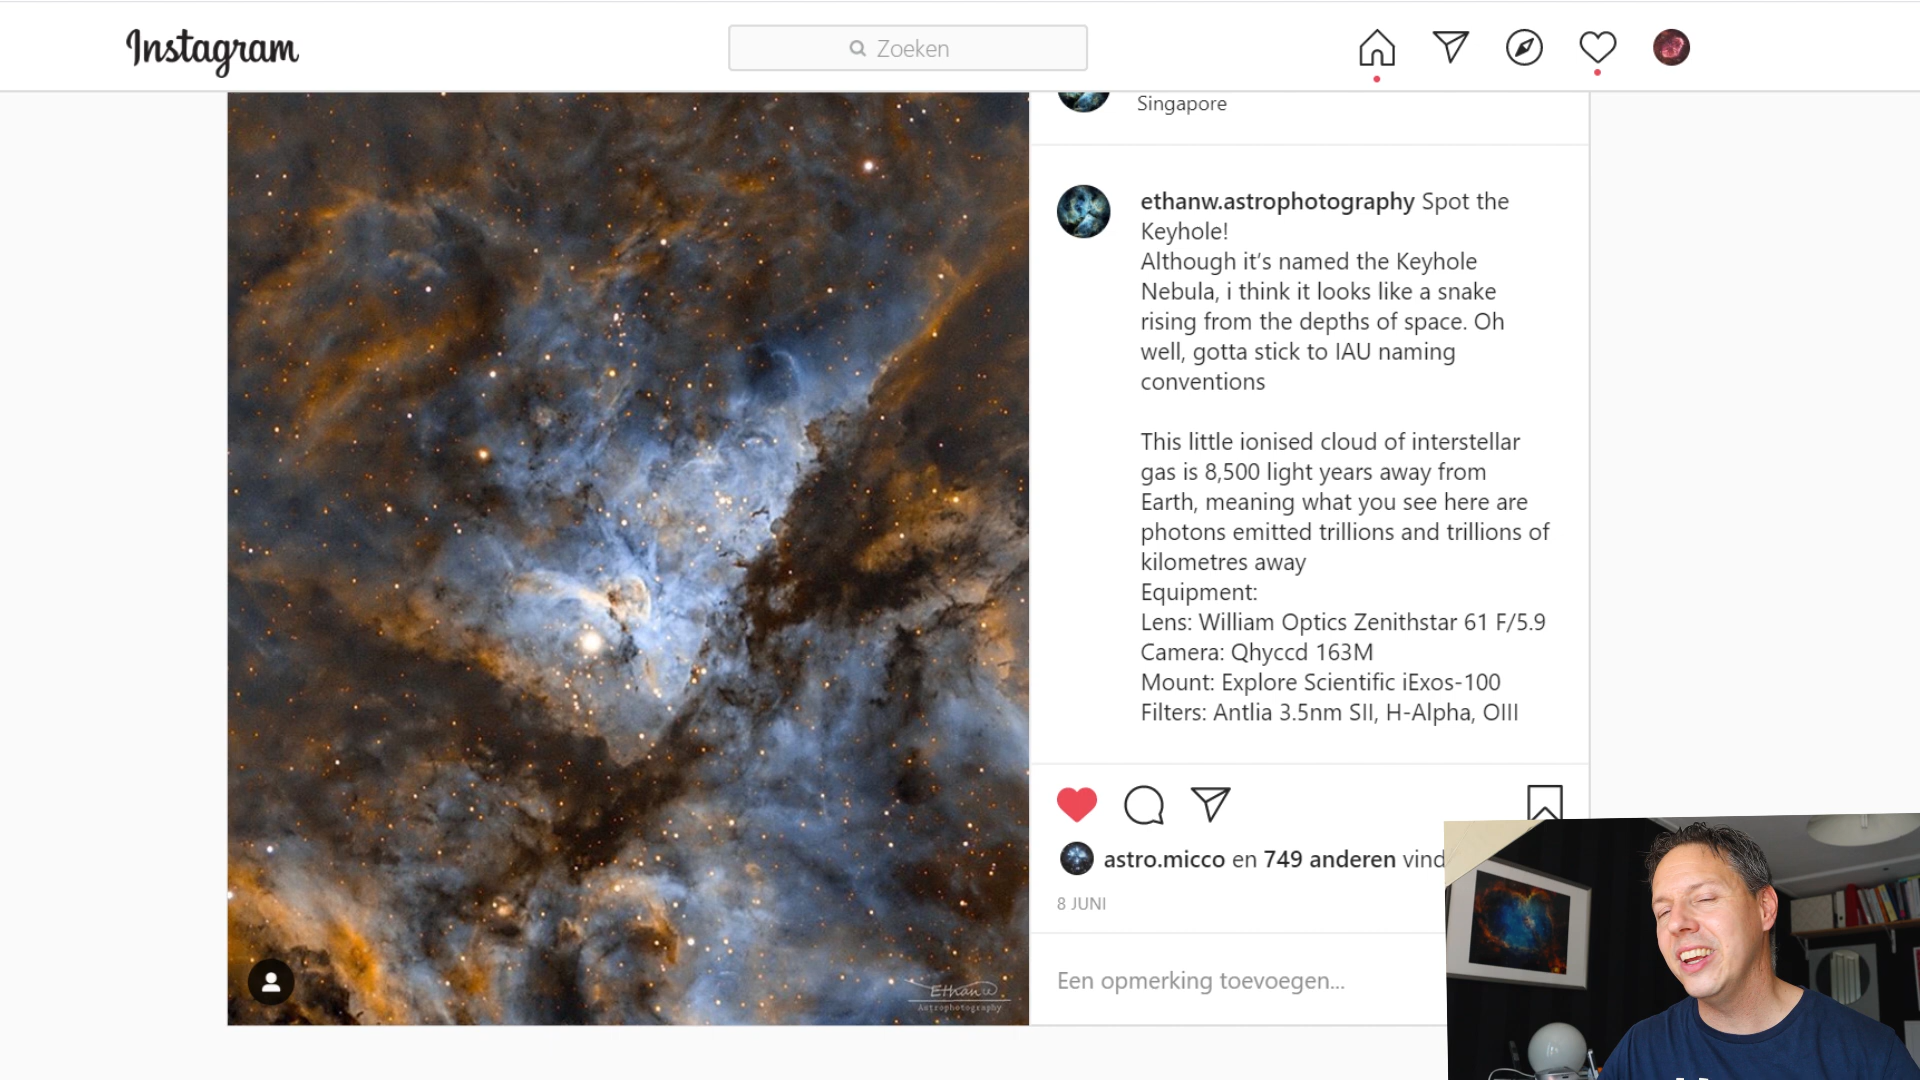 Instagram
Zoeken
Singapore
ethanw.astrophotography Spot the
Keyhole!
Although it’s named the Keyhole
Nebula, i think it looks like a snake
rising from the depths of space. Oh
well, gotta stick to IAU naming
conventions
This little ionised cloud of interstellar
gas is 8,500 light years away from
Earth, meaning what you see here are
photons emitted trillions and trillions of
kilometres away
Equipment:
Lens: William Optics Zenithstar 61 F/5.9
Camera: Qhyccd 163M
Mount: Explore Scientific iExos-100
Filters: Antlia 3.5nm SII, H-Alpha, OIII
astro.micco en 749 anderen vind
8 JUNI
Een opmerking toevoegen...
Ethanw.
Astrophotography